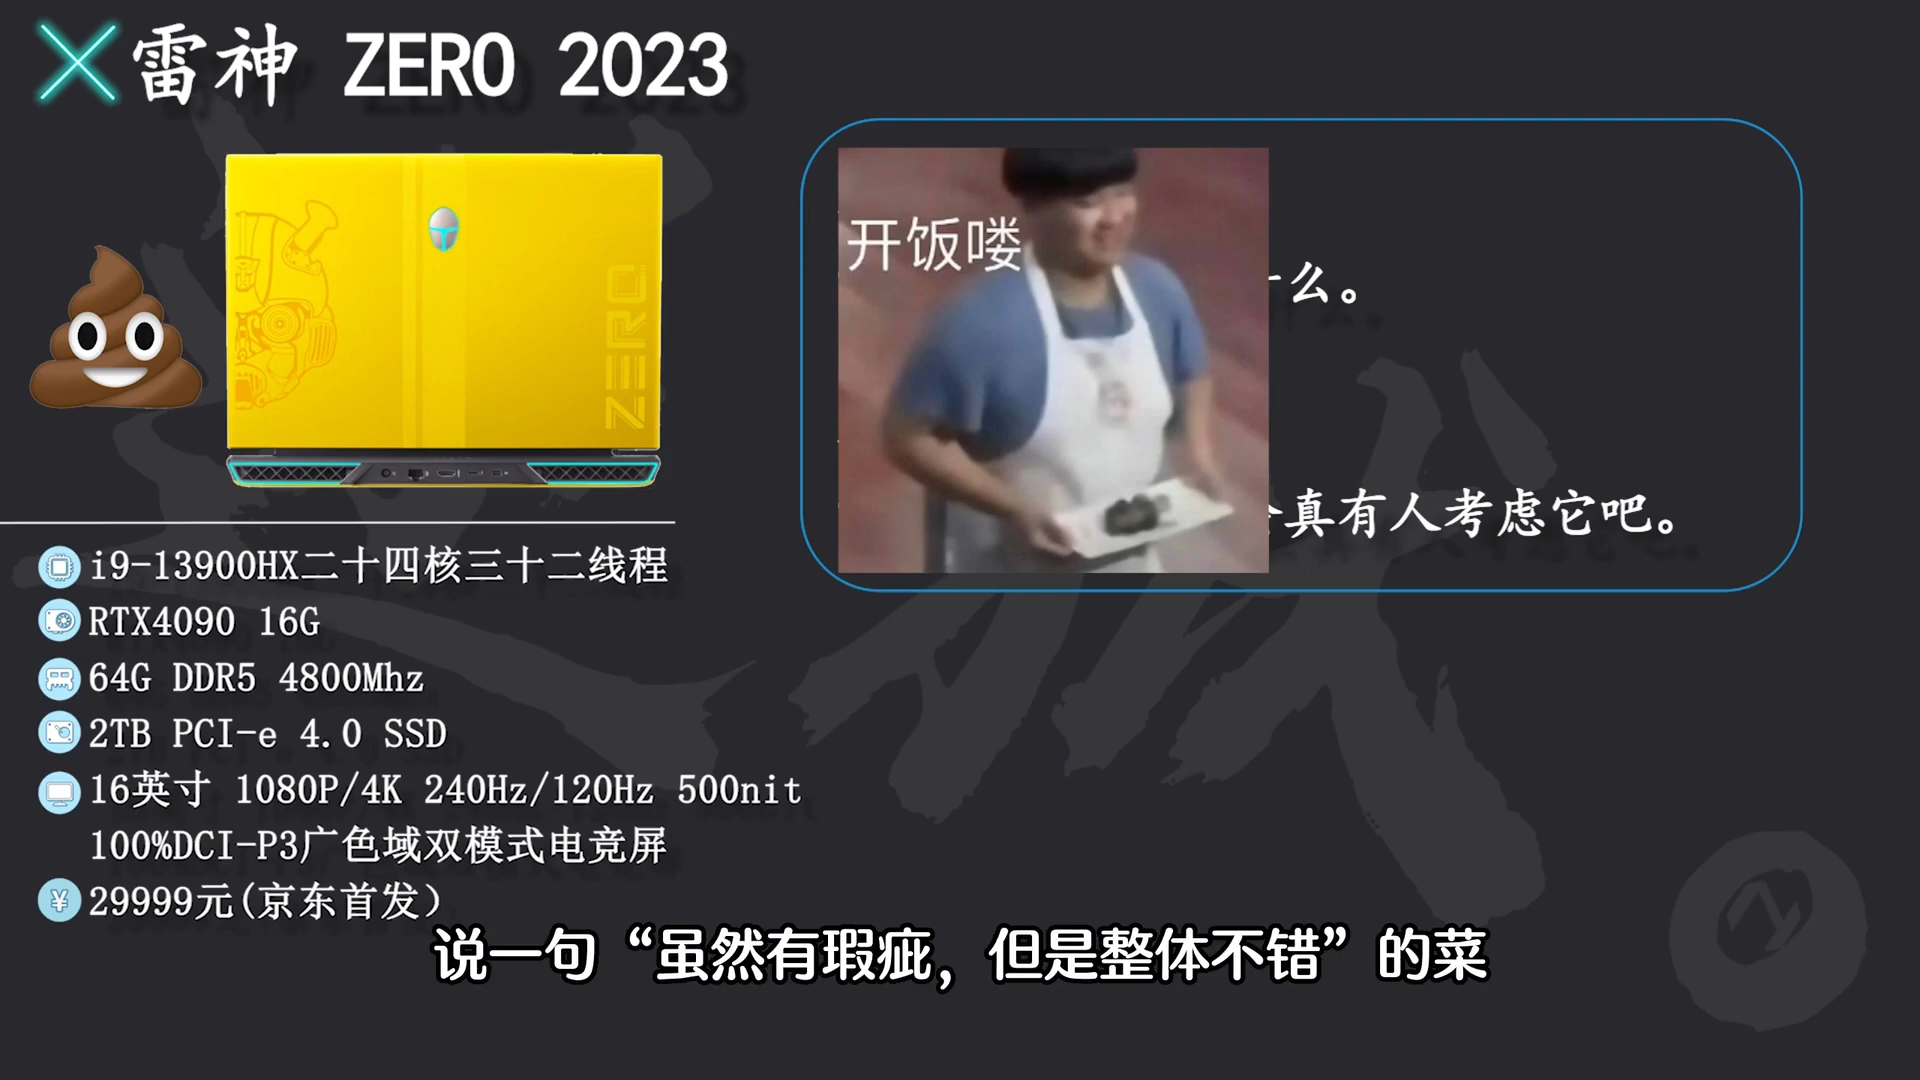 雷神 ZERO 2023
ZERO
开饭喽
么。
真有人考虑它吧。
i9-13900HX二十四核三十二线程
RTX4090 16G
64G DDR5 4800Mhz
2TB PCI-e 4.0 SSD
16英寸 1080P/4K 240Hz/120Hz 500nit
100%DCI-P3广色域双模式电竞屏
¥ 29999元(京东首发)
说一句“虽然有瑕疵，但是整体不错”的菜